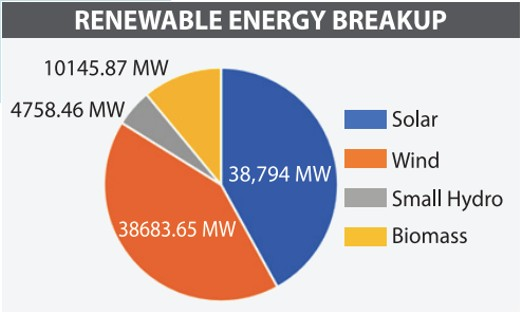 RENEWABLE ENERGY BREAKUP
10145.87 MW
4758.46 MW
38,794 MW
38683.65 MW
Solar
Wind
Small Hydro
Biomass